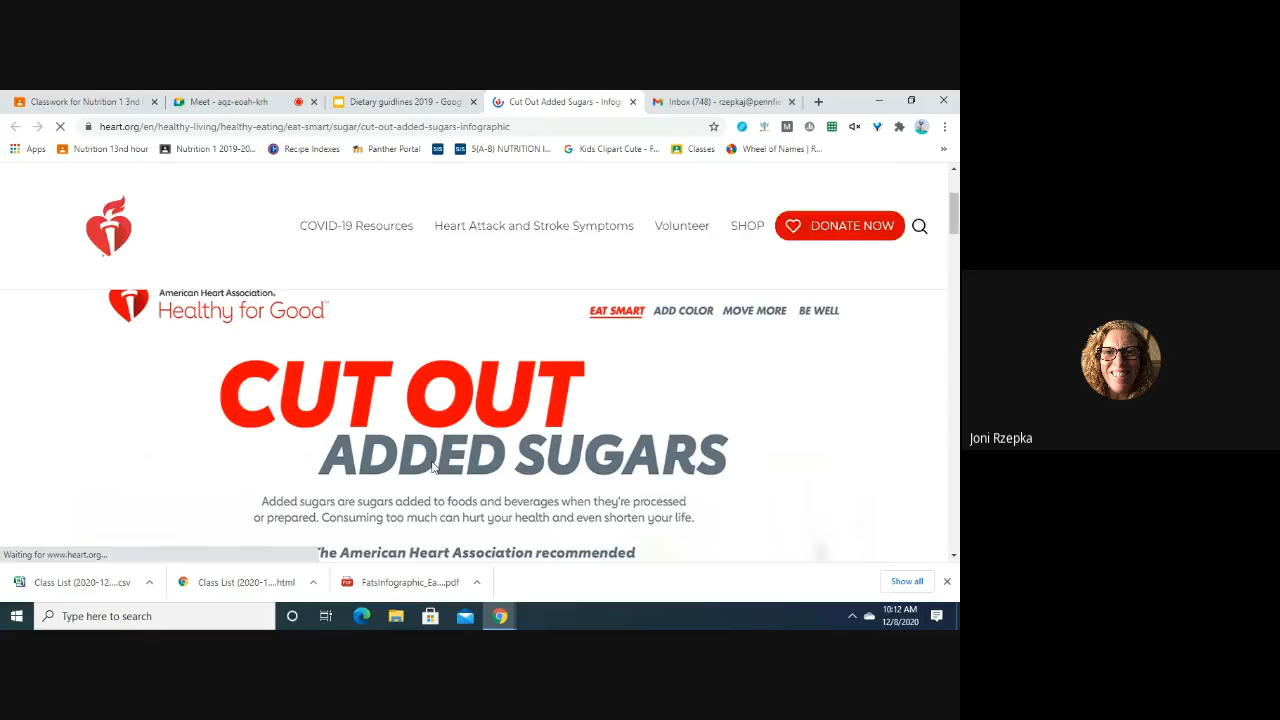 Classwork for Nutrition 1 3nd
Meet - aqz-eoah-krh
Dietary guidlines 2019 - Goog
Cut Out Added Sugars - Infog
Inbox (748) - rzepkaj@pennfie
heart.org/en/healthy-living/healthy-eating/eat-smart/sugar/cut-out-added-sugars-infographic
Apps
Nutrition 13nd hour
Nutrition 1 2019-20...
Recipe Indexes
Panther Portal
SIS
SIS
5(A-B) NUTRITION I...
Kids Clipart Cute - F...
Classes
Wheel of Names | R...
COVID-19 Resources
Heart Attack and Stroke Symptoms
Volunteer
SHOP
DONATE NOW
American Heart Association.
Healthy for Good™
EAT SMART
ADD COLOR
MOVE MORE
BE WELL
CUT OUT
ADDED SUGARS
Added sugars are sugars added to foods and beverages when they're processed
or prepared. Consuming too much can hurt your health and even shorten your life.
The American Heart Association recommended
Waiting for www.heart.org...
Class List (2020-12....csv
Class List (2020-1....html
FatsInfographic_Ea....pdf
Show all
Type here to search
10:12 AM
12/8/2020
Joni Rzepka